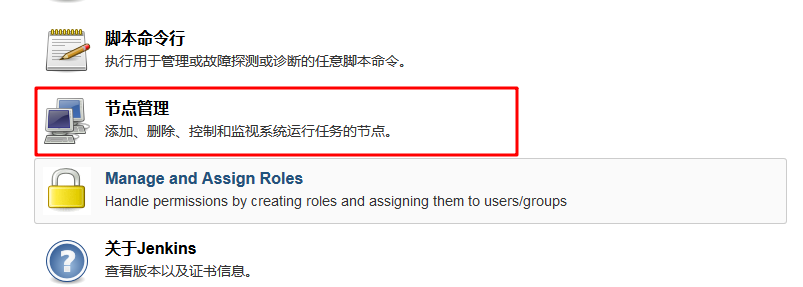 脚本命令行
执行用于管理或故障探测或诊断的任意脚本命令。
节点管理
添加、删除、控制和监视系统运行任务的节点。
Manage and Assign Roles
Handle permissions by creating roles and assigning them to users/groups
关于Jenkins
查看版本以及证书信息。